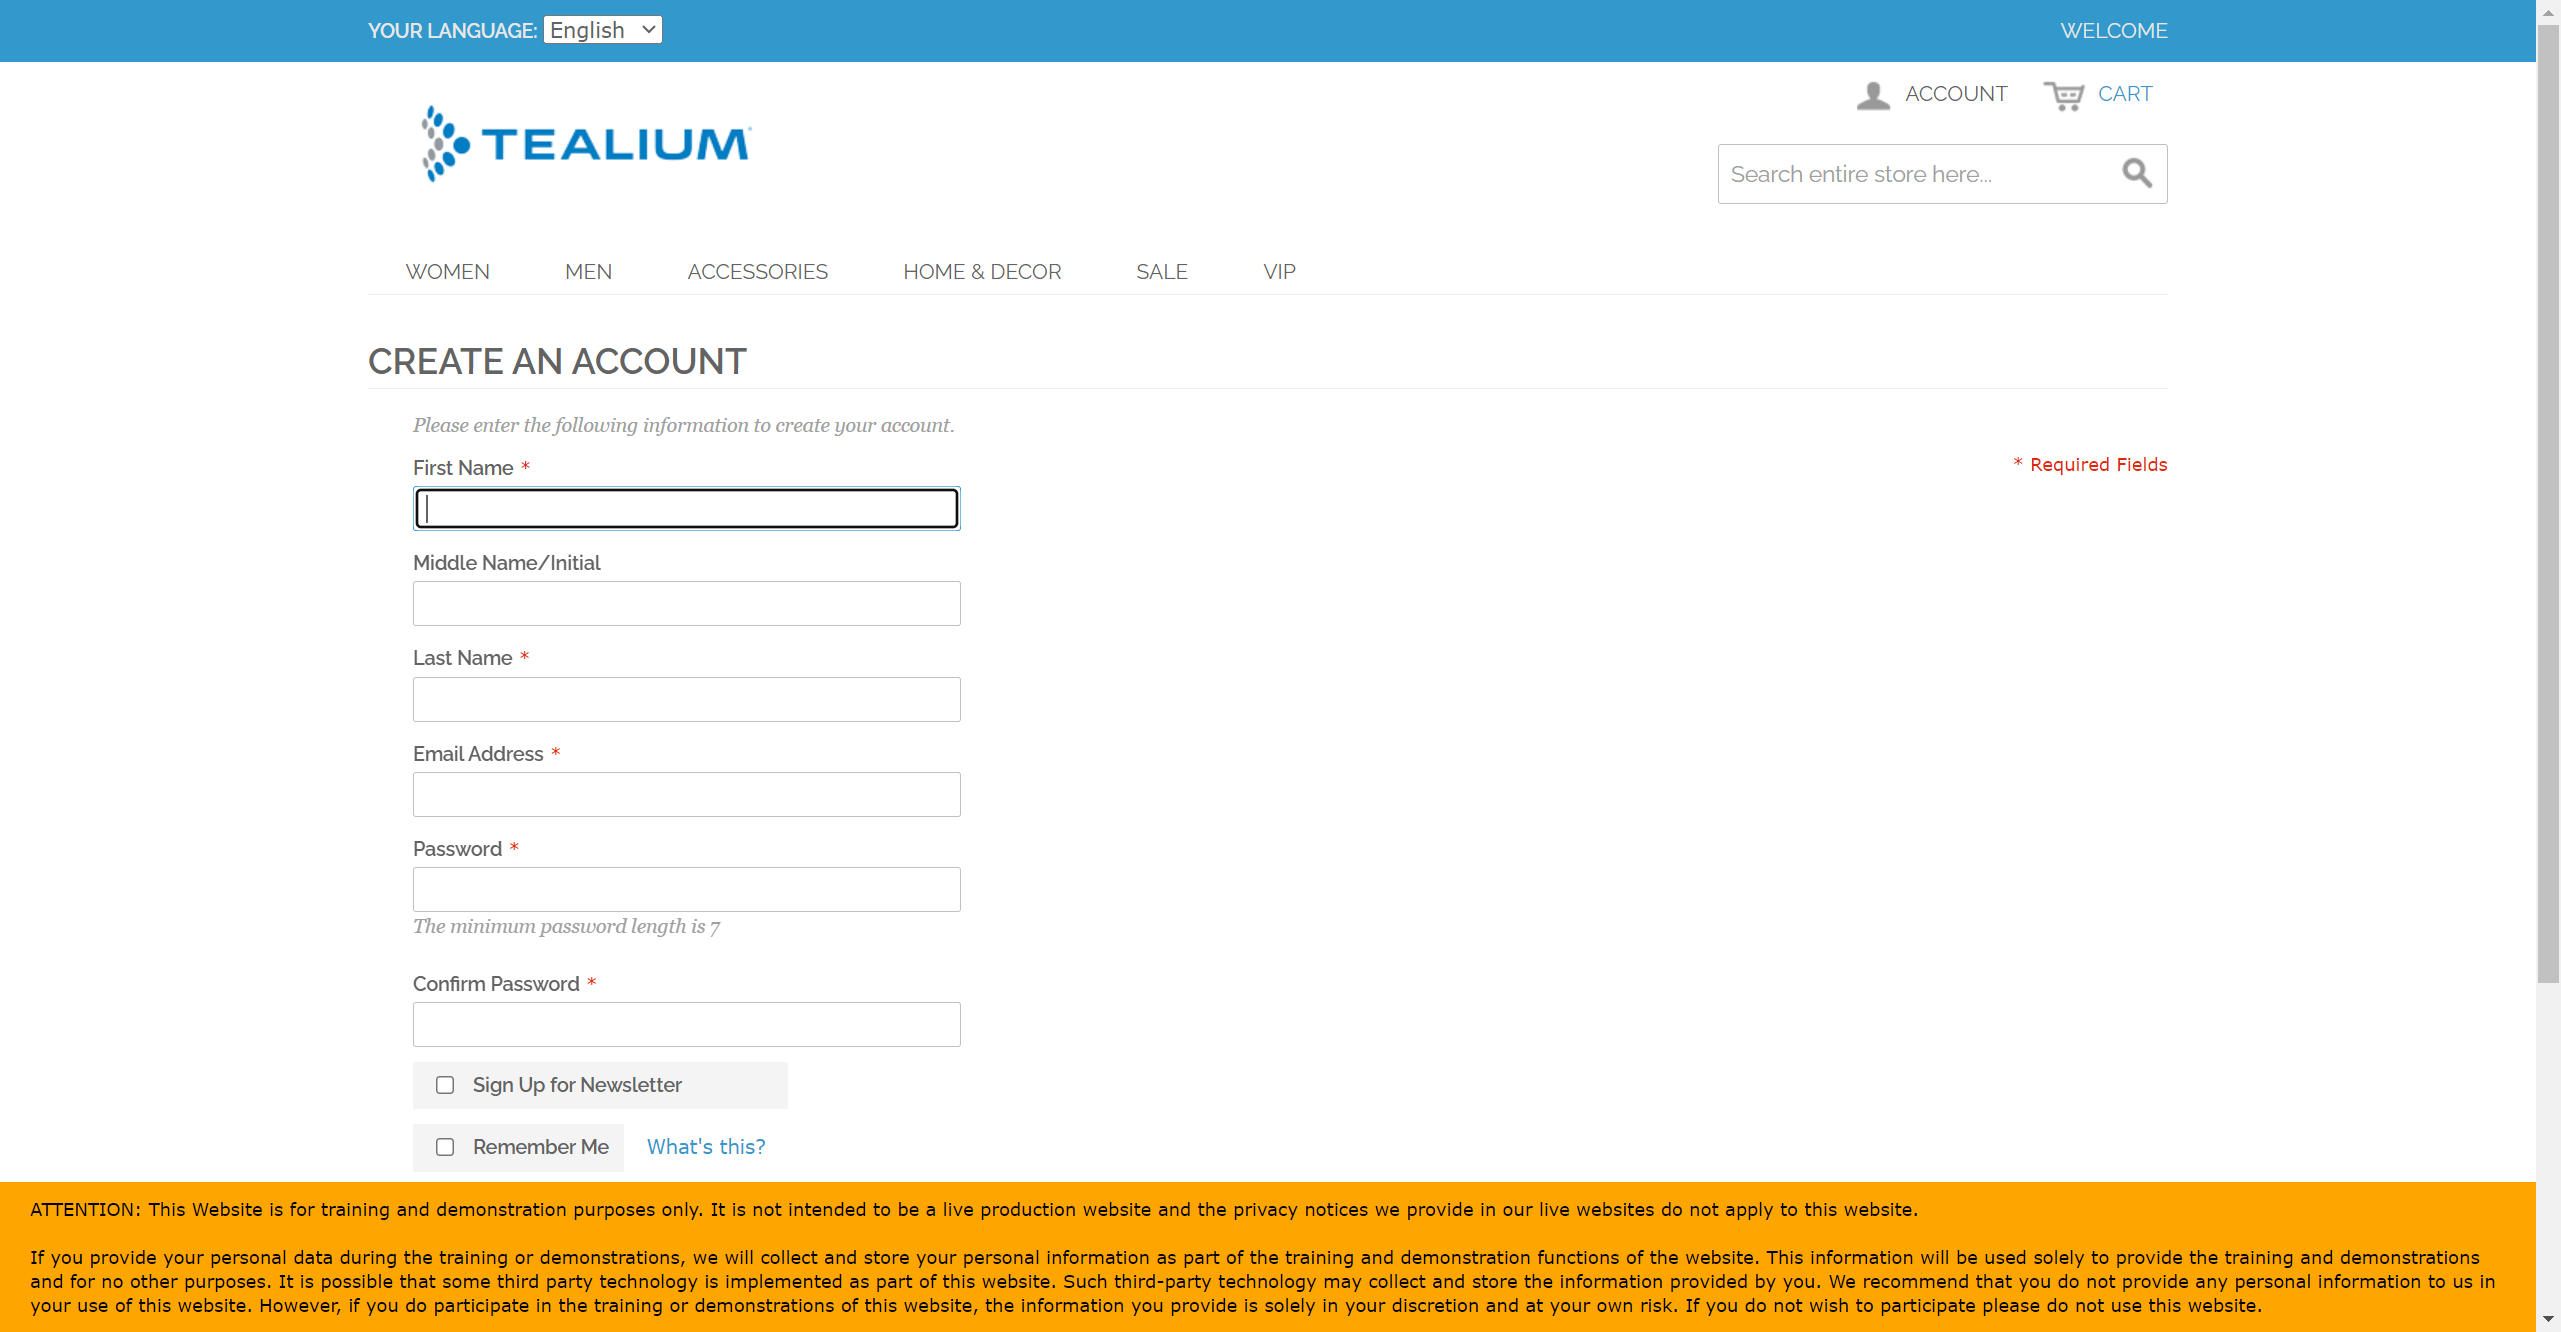 YOUR LANGUAGE: English
WELCOME
ACCOUNT
CART
TEALIUM
Search entire store here...
WOMEN MEN ACCESSORIES HOME & DECOR SALE VIP
CREATE AN ACCOUNT
Please enter the following information to create your account.
First Name *
* Required Fields
Middle Name/Initial
Last Name *
Email Address *
Password *
The minimum password length is 7
Confirm Password *
Sign Up for Newsletter
Remember Me What's this?
ATTENTION: This Website is for training and demonstration purposes only. It is not intended to be a live production website and the privacy notices we provide in our live websites do not apply to this website.
If you provide your personal data during the training or demonstrations, we will collect and store your personal information as part of the training and demonstration functions of the website. This information will be used solely to provide the training and demonstrations
and for no other purposes. It is possible that some third party technology is implemented as part of this website. Such third-party technology may collect and store the information provided by you. We recommend that you do not provide any personal information to us in
your use of this website. However, if you do participate in the training or demonstrations of this website, the information you provide is solely in your discretion and at your own risk. If you do not wish to participate please do not use this website.